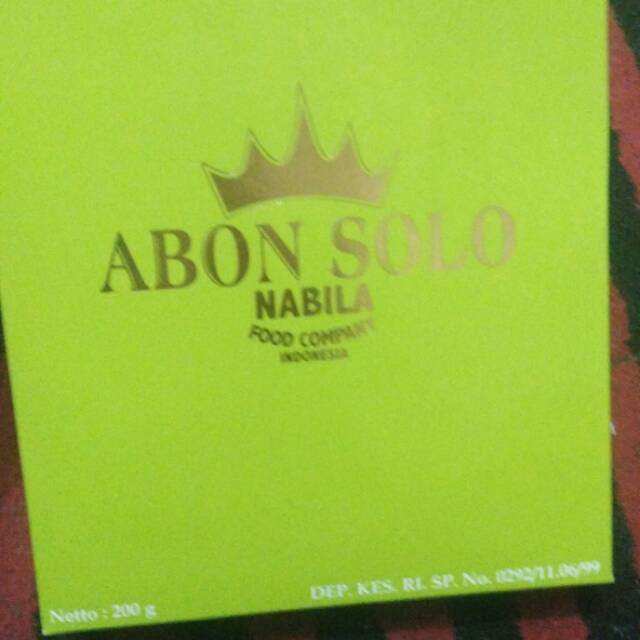 ABON SOLO
NABILA
FOOD COMPANY
INDONESIA
DEP. KES. RI. SP. No. 0292/11.06/99
Netto : 200 g